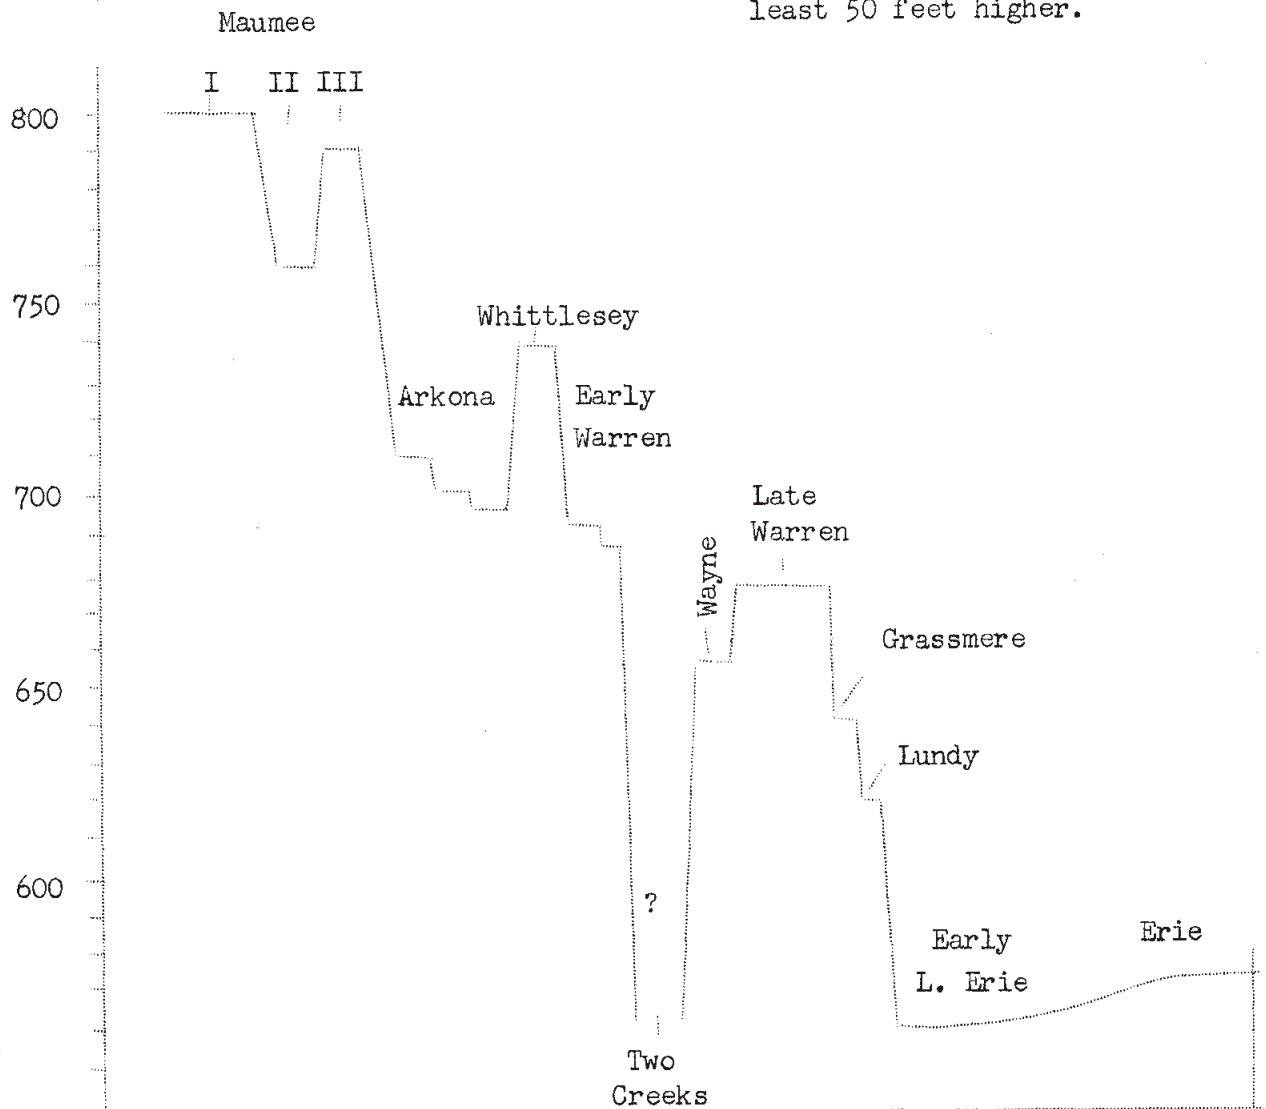 least 50 feet higher.
Maumee
I II III
800
750
Whittlesey
Arkona
Early
Warren
700
Late
Warren
Wayne
Grassmere
650
Lundy
600
?
Early
L. Erie
Erie
Two
Creeks